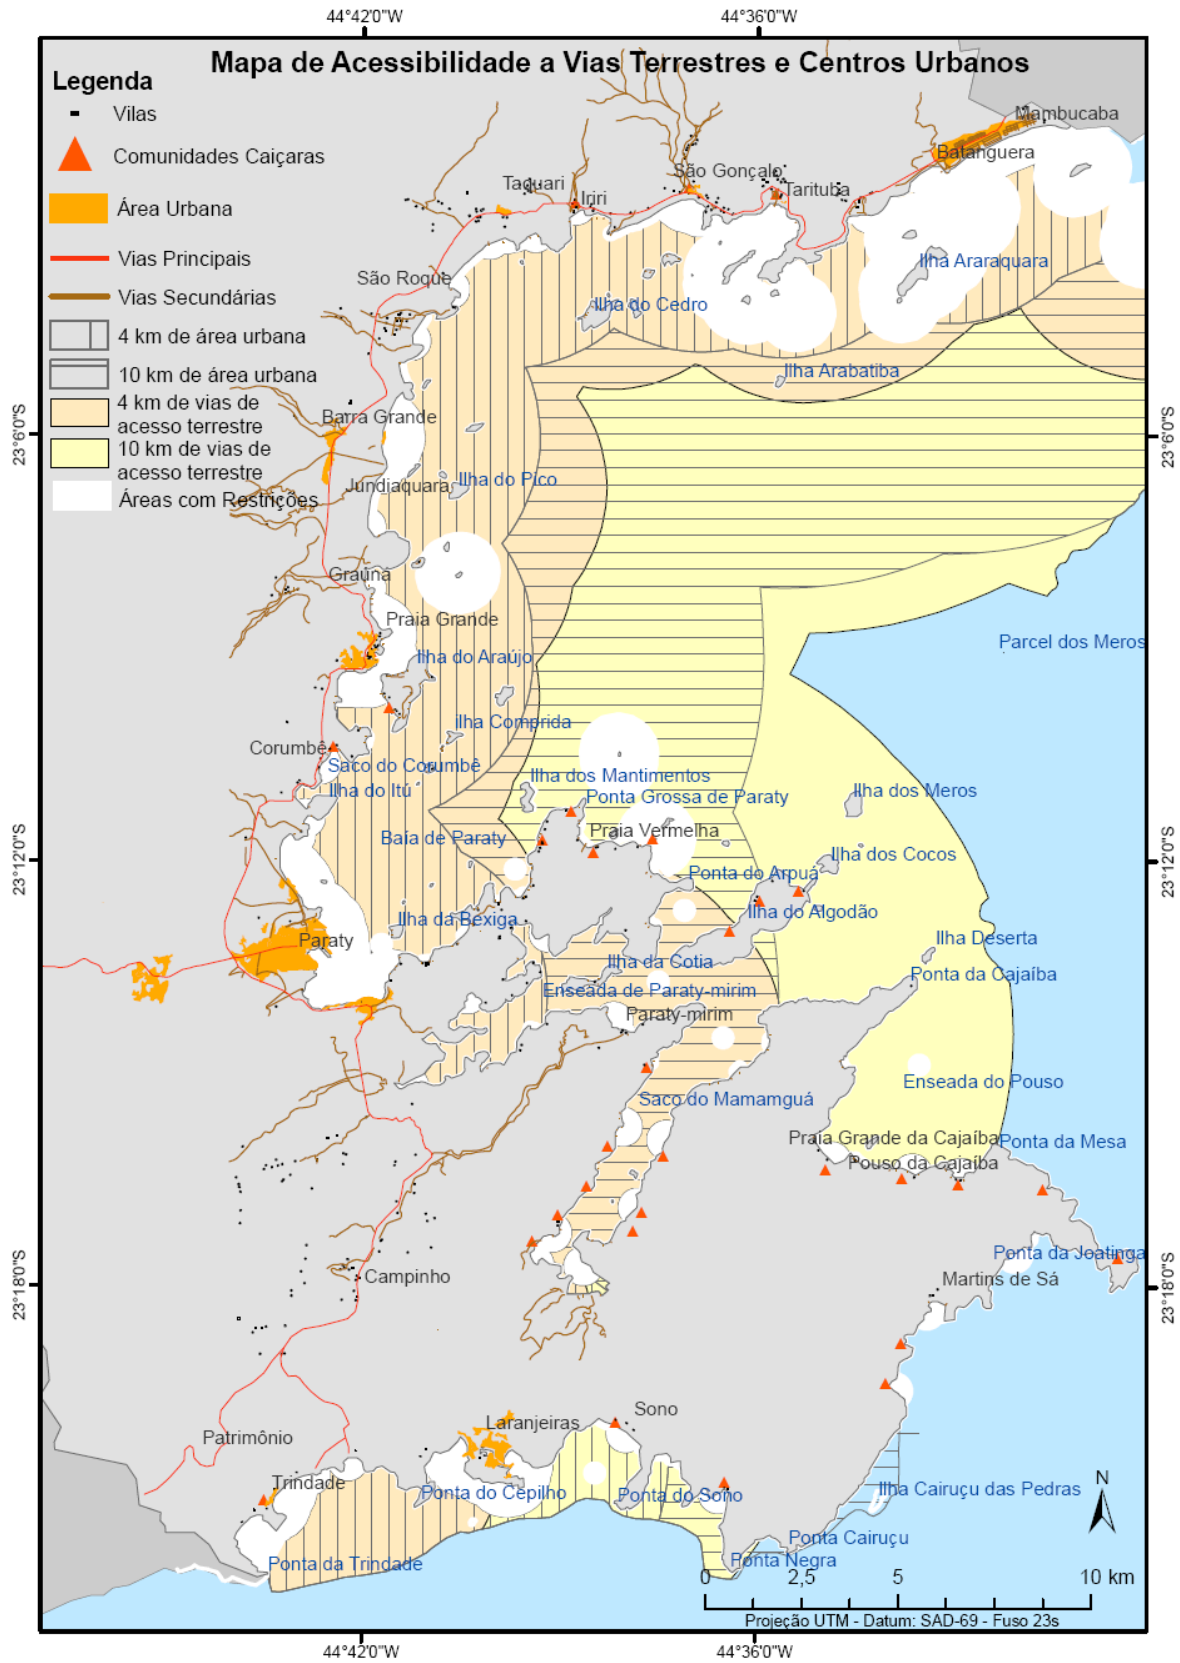 44°42'0"W
44°36'0"W
Mapa de Acessibilidade a Vias Terrestres e Centros Urbanos
Legenda
Vilas
Comunidades Caiçaras
Área Urbana
Vias Principais
Vias Secundárias
4 km de área urbana
10 km de área urbana
4 km de vias de
acesso terrestre
10 km de vias de
acesso terrestre
Áreas com Restrições
Mambucaba
Batanguera
São Gonçalo
Taquari
Iriri
Tarituba
Ilha Araraquara
São Roque
Ilha do Cedro
Ilha Arabatiba
Barra Grande
23°6'0"S
23°6'0"S
Jundiaquara
Ilha do Pico
Graúna
Praia Grande
Parcel dos Meros
Ilha do Araújo
ilha Comprida
Corumbê
Saco do Corumbê
Ilha do Itú
Ilha dos Mantimentos
Ponta Grossa de Paraty
Ilha dos Meros
Baía de Paraty
Praia Vermelha
23°12'0"S
23°12'0"S
Ilha dos Cocos
Ponta do Arpuá
Ilha da Bexiga
Ilha do Algodão
Paraty
Ilha Deserta
Ilha da Cotia
Ponta da Cajaíba
Enseada de Paraty-mirim
Paraty-mirim
Enseada do Pouso
Saco do Mamamguá
Praia Grande da Cajaíba
Ponta da Mesa
Pouso da Cajaíba
Ponta da Joatinga
Martins de Sá
Campinho
23°18'0"S
23°18'0"S
Sono
Laranjeiras
Patrimônio
Trindade
Ponta do Cepilho
Ponta do Sono
Ilha Cairuçu das Pedras
N
Ponta Cairuçu
Ponta Negra
Ponta da Trindade
0 2,5 5 10 km
Projeção UTM - Datum: SAD-69 - Fuso 23s
44°42'0"W
44°36'0"W